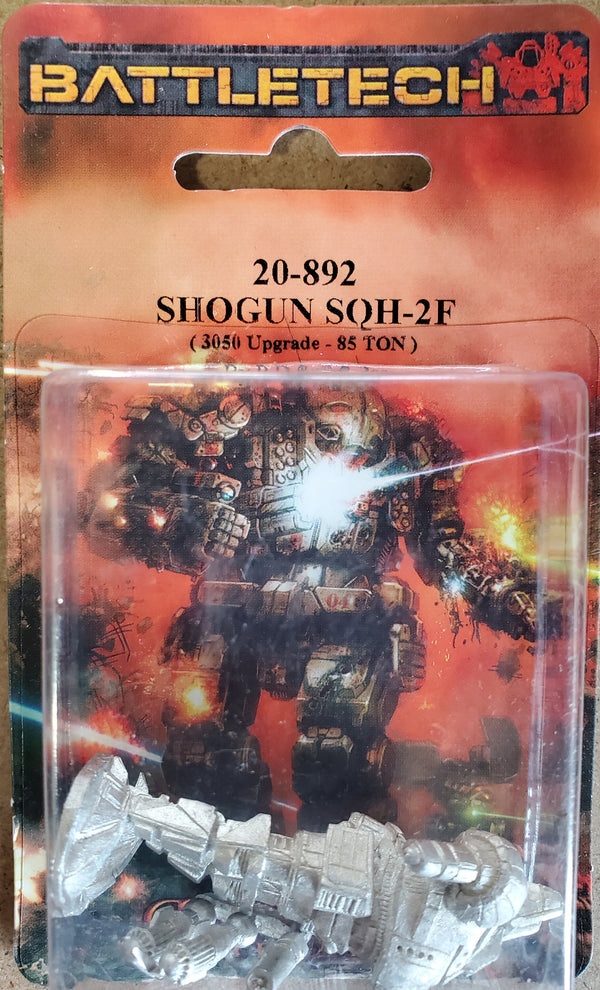 BATTLETECH
20-892
SHOGUN SQH-2F
( 3050 Upgrade - 85 TON )